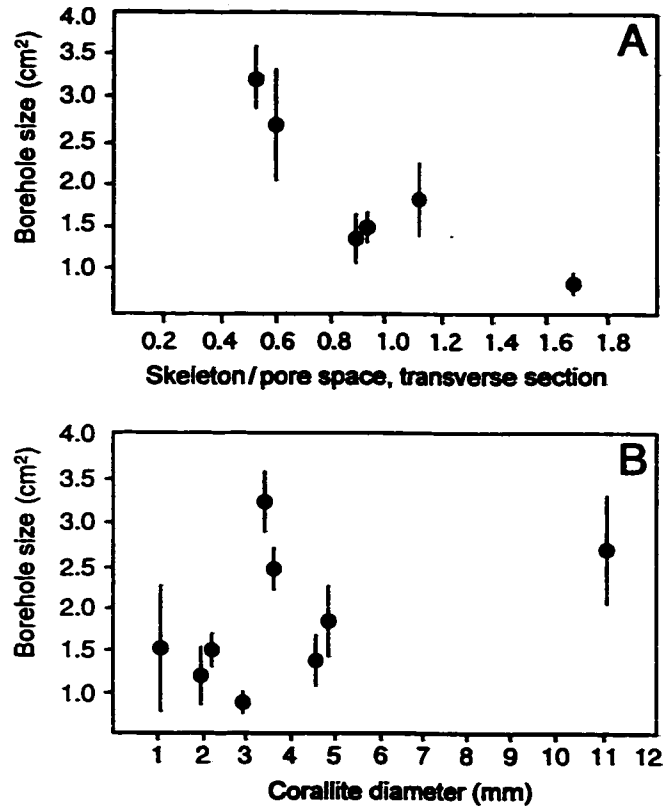 A
Borehole size (cm²)
4.0
3.5
3.0
2.5
2.0
1.5
1.0
0.2 0.4 0.6 0.8 1.0 1.2 1.4 1.6 1.8
Skeleton/pore space, transverse section
B
Borehole size (cm²)
4.0
3.5
3.0
2.5
2.0
1.5
1.0
1 2 3 4 5 6 7 8 9 10 11 12
Corallite diameter (mm)